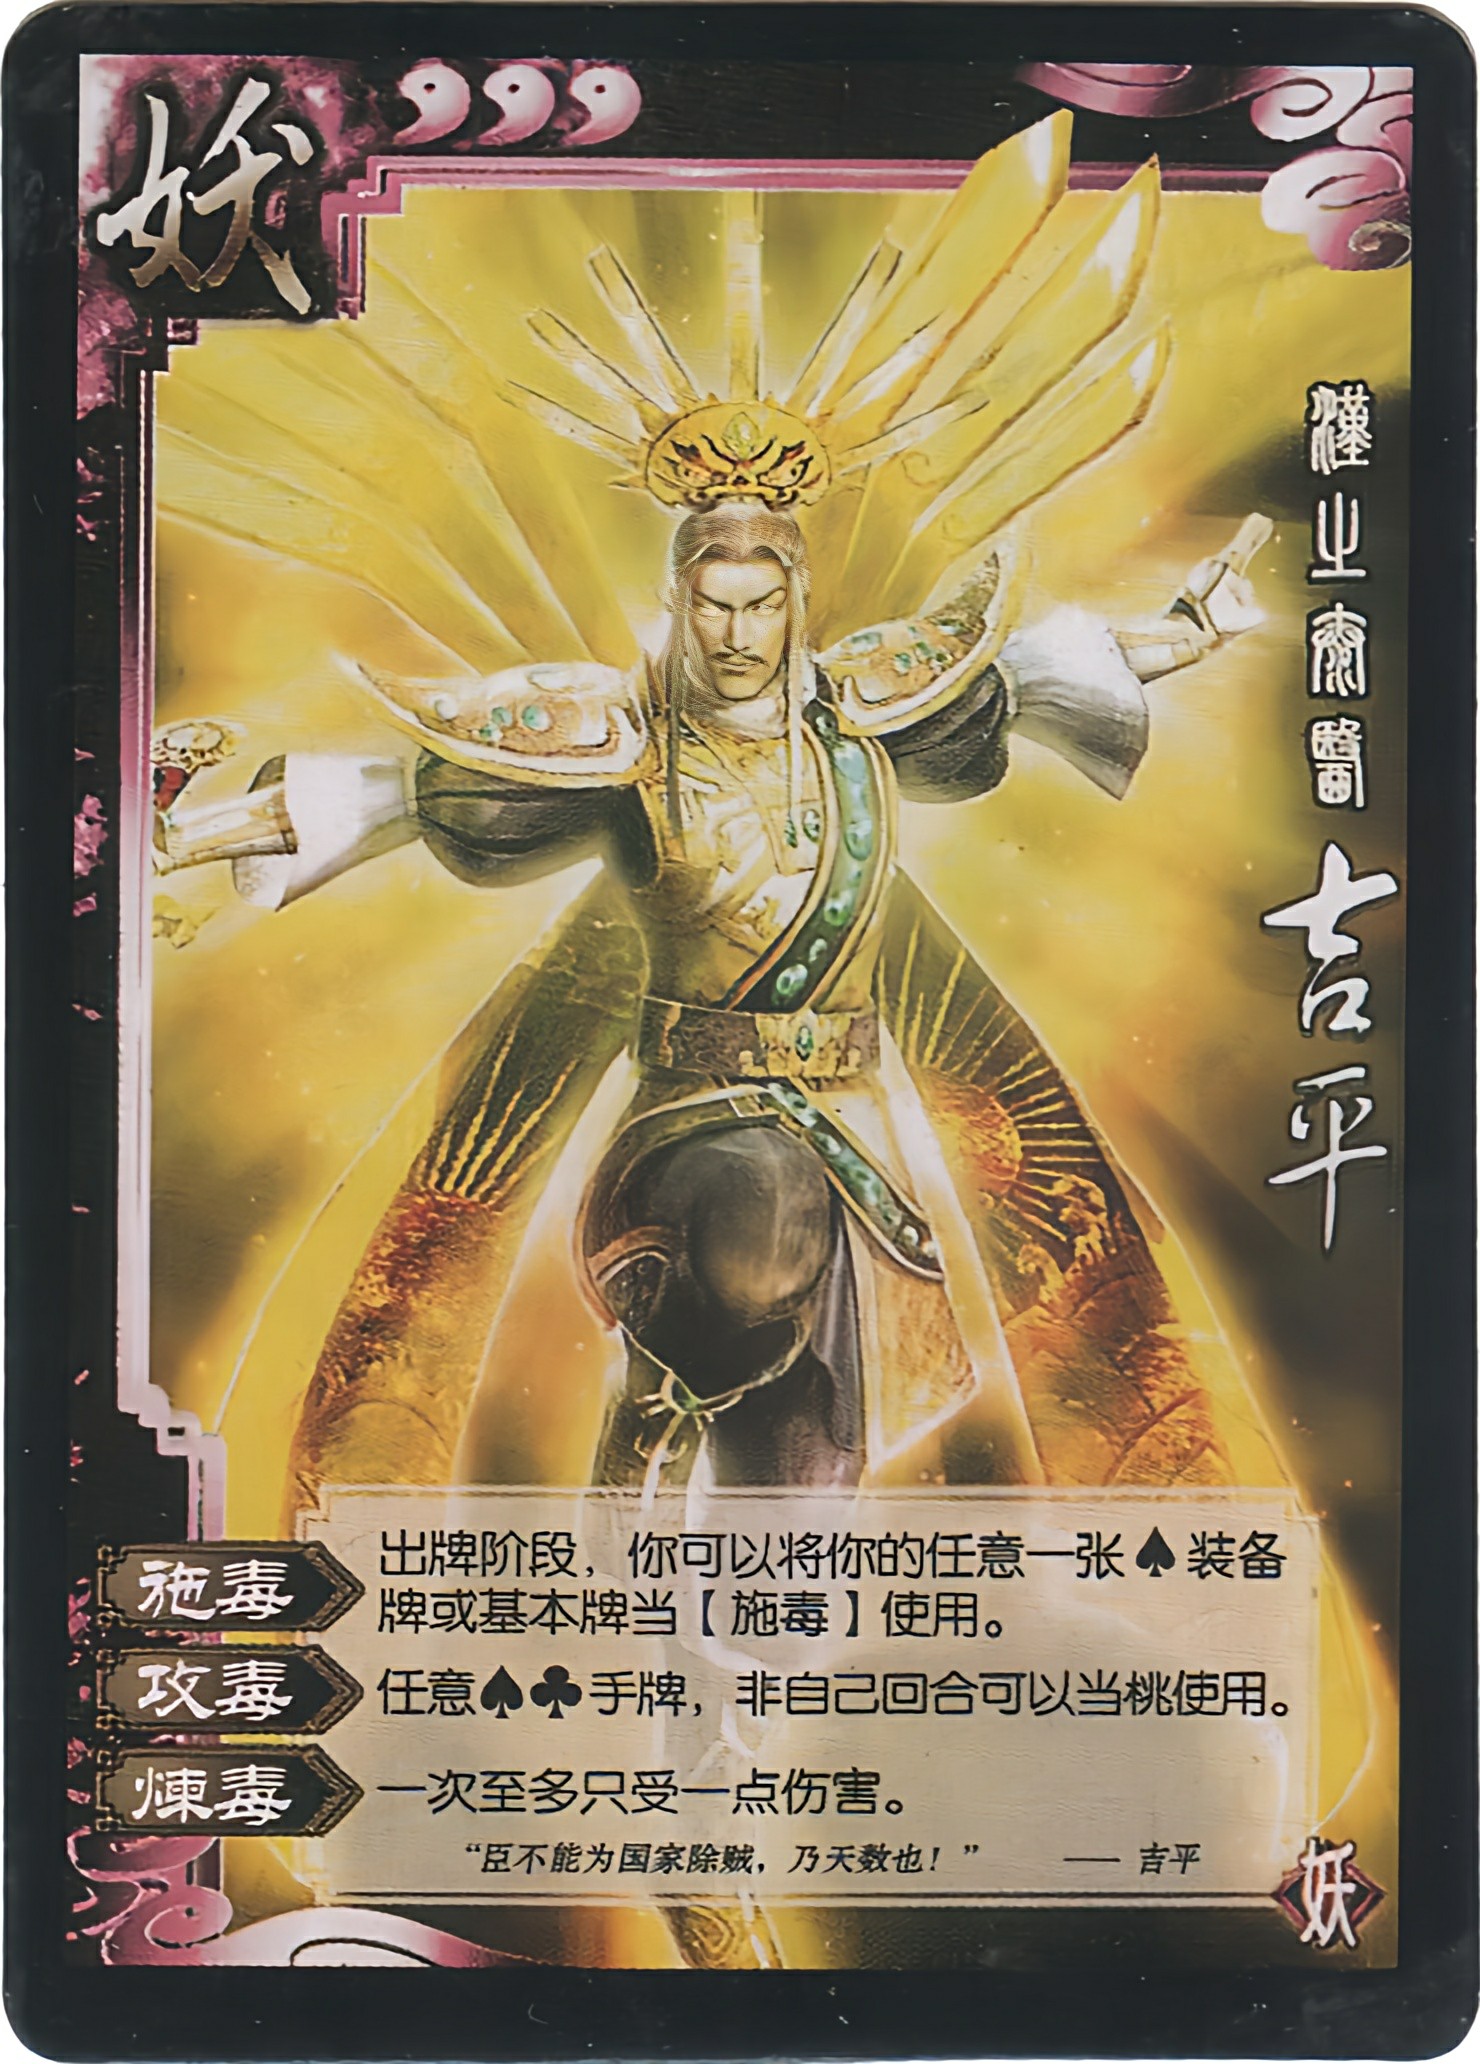 妖
漢之齋醫
吉平
施毒
出牌阶段，你可以将你的任意一张♠装备
牌或基本牌当【施毒】使用。
攻毒
任意♠♣手牌，非自己回合可以当桃使用。
煉毒
一次至多只受一点伤害。
“臣不能为国家除贼，乃天数也！” —— 吉平
妖